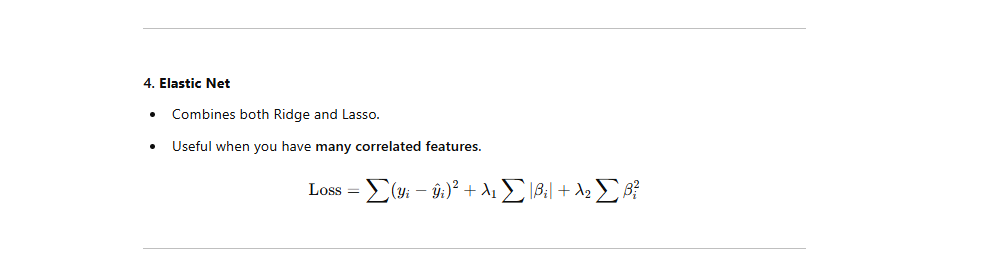 4. Elastic Net
• Combines both Ridge and Lasso.
• Useful when you have many correlated features.
Loss = ∑(yᵢ − ŷᵢ)² + λ₁ ∑ |βᵢ| + λ₂ ∑ βᵢ²